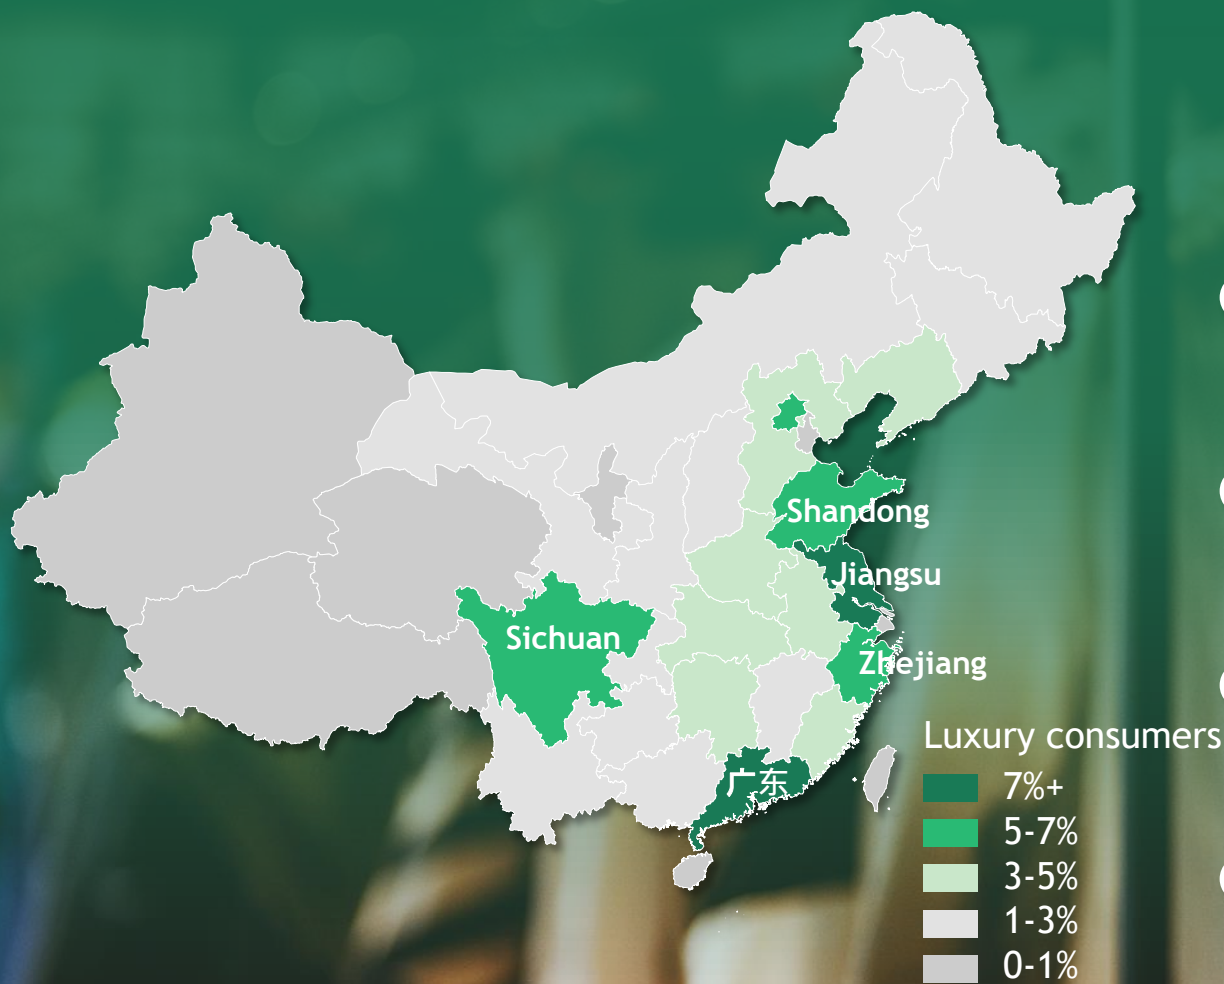 Shandong
Jiangsu
Sichuan
Zhejiang
Luxury consumers
广东
7%+
5-7%
3-5%
1-3%
0-1%